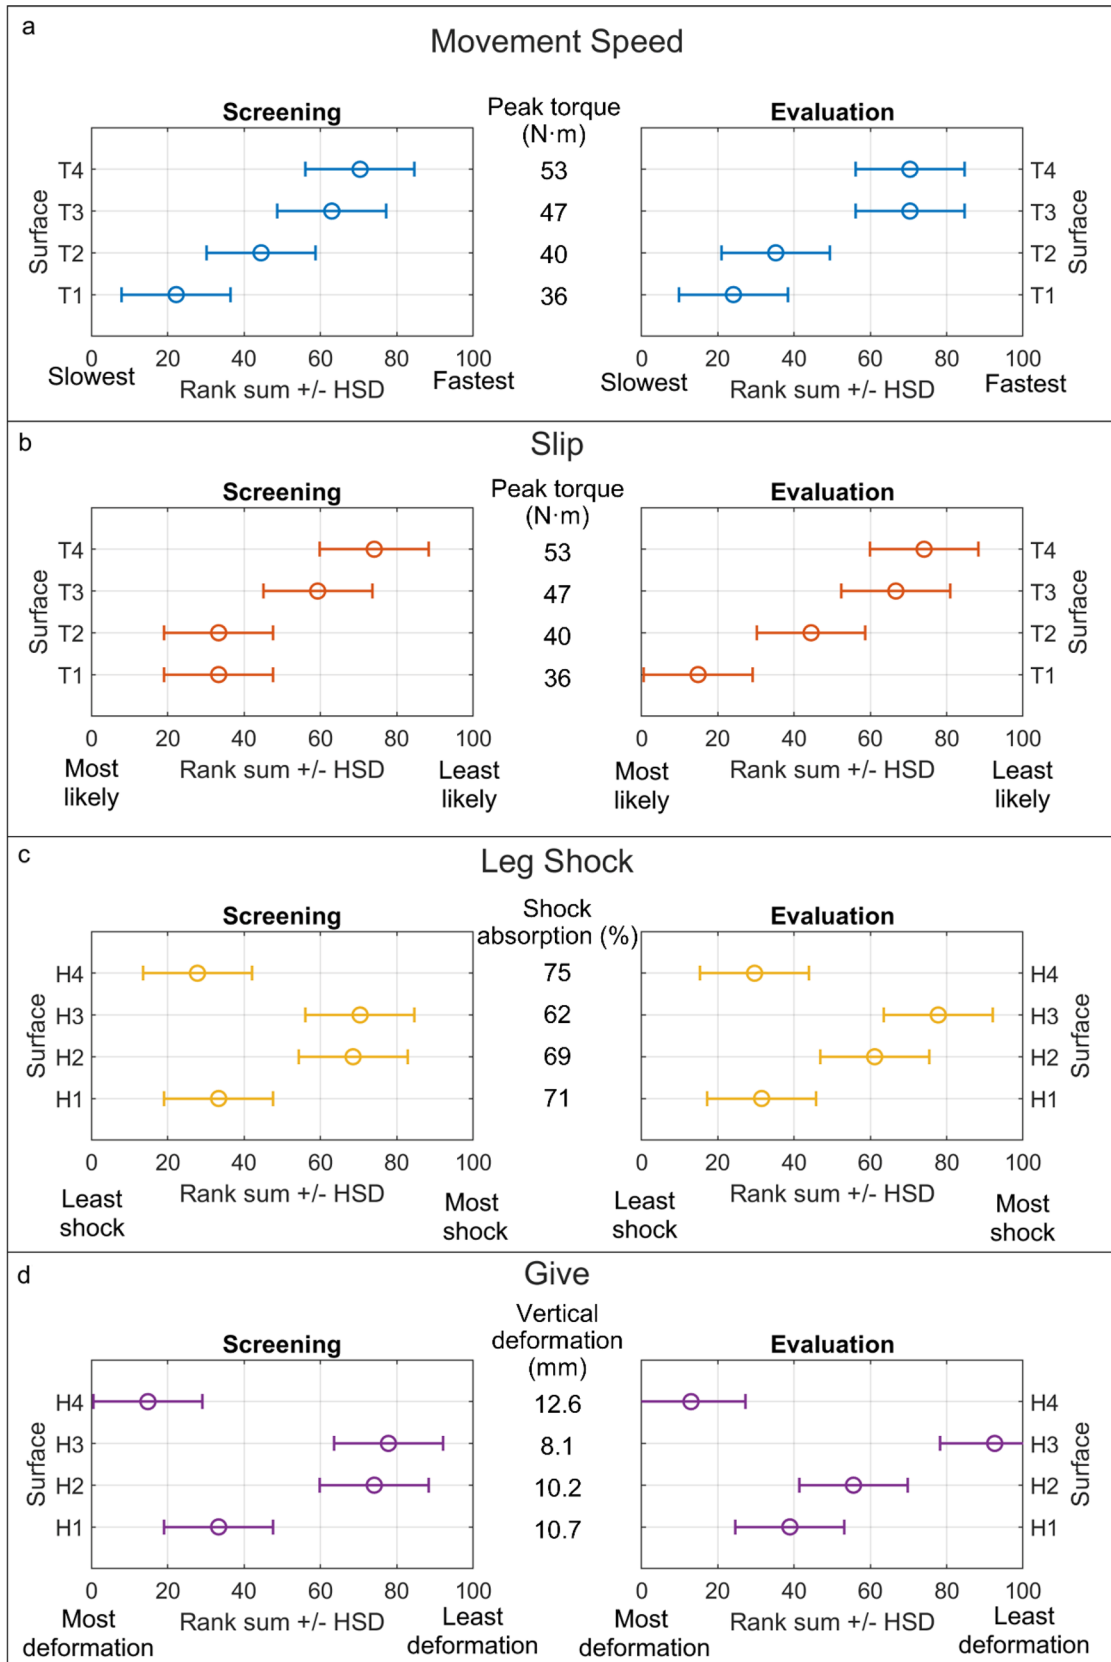 a
Movement Speed
Screening
Peak torque
(N·m)
Evaluation
T4
53
T4
T3
47
T3
T2
40
T2
T1
36
T1
Surface
Surface
0 20 40 60 80 100
0 20 40 60 80 100
Slowest
Rank sum +/- HSD
Fastest
Slowest
Rank sum +/- HSD
Fastest
b
Slip
Screening
Peak torque
(N·m)
Evaluation
T4
53
T4
T3
47
T3
T2
40
T2
T1
36
T1
Surface
Surface
0 20 40 60 80 100
0 20 40 60 80 100
Most
likely
Rank sum +/- HSD
Least
likely
Most
likely
Rank sum +/- HSD
Least
likely
c
Leg Shock
Screening
Shock
absorption (%)
Evaluation
H4
75
H4
H3
62
H3
H2
69
H2
H1
71
H1
Surface
Surface
0 20 40 60 80 100
0 20 40 60 80 100
Least
shock
Rank sum +/- HSD
Most
shock
Least
shock
Rank sum +/- HSD
Most
shock
d
Give
Screening
Vertical
deformation
(mm)
Evaluation
H4
12.6
H4
H3
8.1
H3
H2
10.2
H2
H1
10.7
H1
Surface
Surface
0 20 40 60 80 100
0 20 40 60 80 100
Most
deformation
Rank sum +/- HSD
Least
deformation
Most
deformation
Rank sum +/- HSD
Least
deformation